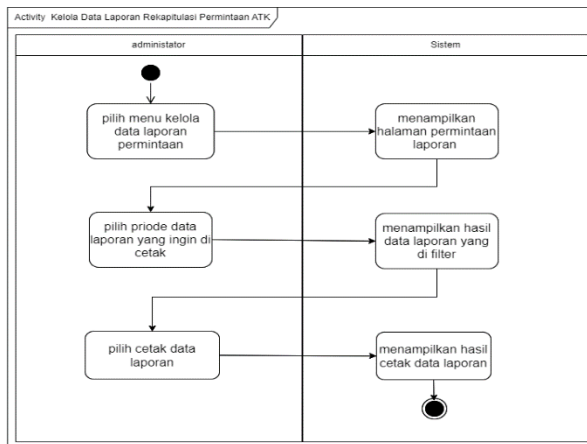 Activity Kelola Data Laporan Rekapitulasi Permintaan ATK
administator
Sistem
pilih menu kelola
data laporan
permintaan
menampilkan
halaman permintaan
laporan
pilih priode data
laporan yang ingin di
cetak
menampilkan hasil
data laporan yang
di filter
pilih cetak data
laporan
menampilkan hasil
cetak data laporan